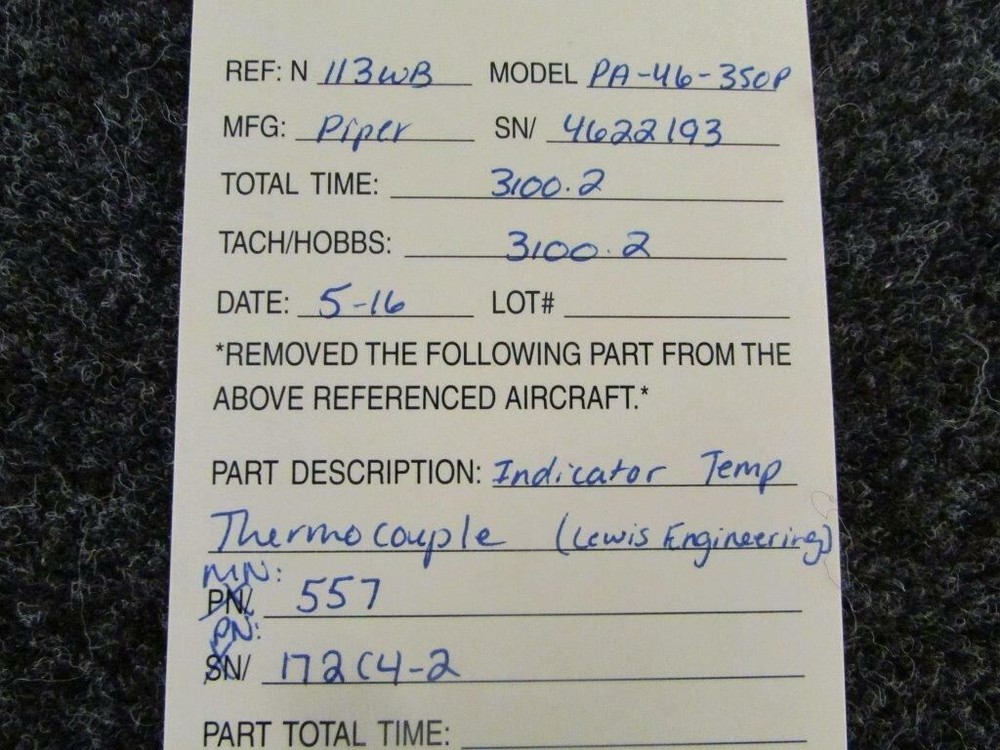 REF: N 113WB MODEL PA-46-350P
MFG: Piper SN/ 4622193
TOTAL TIME: 3100.2
TACH/HOBBS: 3100.2
DATE: 5-16 LOT#
*REMOVED THE FOLLOWING PART FROM THE
ABOVE REFERENCED AIRCRAFT.*
PART DESCRIPTION: Indicator Temp
Thermocouple (Lewis Engineering)
MN:
PN/ 557
PN:
SN/ 172C4-2
PART TOTAL TIME: